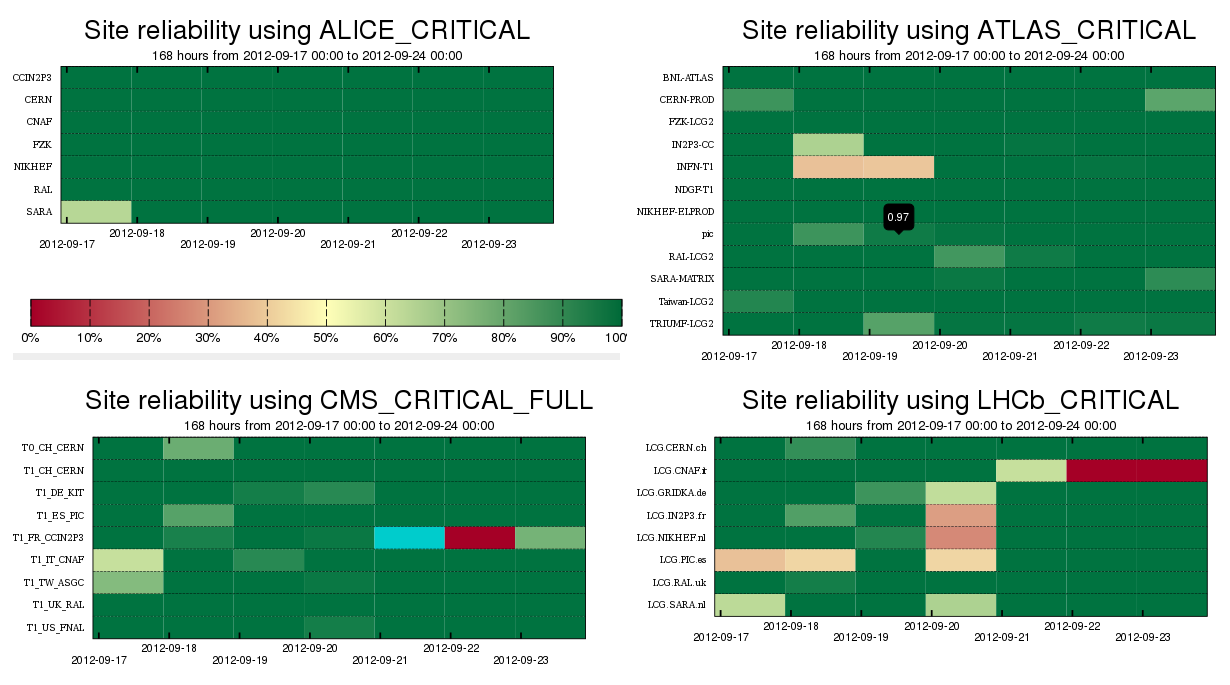 Site reliability using ALICE_CRITICAL
168 hours from 2012-09-17 00:00 to 2012-09-24 00:00
CCIN2P3
CERN
CNAF
FZK
NIKHEF
RAL
SARA
2012-09-17 2012-09-18 2012-09-19 2012-09-20 2012-09-21 2012-09-22 2012-09-23
0% 10% 20% 30% 40% 50% 60% 70% 80% 90% 100
Site reliability using ATLAS_CRITICAL
168 hours from 2012-09-17 00:00 to 2012-09-24 00:00
BNL-ATLAS
CERN-PROD
FZK-LCG2
IN2P3-CC
INFN-T1
NDGF-T1
NIKHEF-ELPROD
0.97
pic
RAL-LCG2
SARA-MATRIX
Taiwan-LCG2
TRIUMF-LCG2
2012-09-17 2012-09-18 2012-09-19 2012-09-20 2012-09-21 2012-09-22 2012-09-23
Site reliability using CMS_CRITICAL_FULL
168 hours from 2012-09-17 00:00 to 2012-09-24 00:00
T0_CH_CERN
T1_CH_CERN
T1_DE_KIT
T1_ES_PIC
T1_FR_CCIN2P3
T1_IT_CNAF
T1_TW_ASGC
T1_UK_RAL
T1_US_FNAL
2012-09-17 2012-09-18 2012-09-19 2012-09-20 2012-09-21 2012-09-22 2012-09-23
Site reliability using LHCb_CRITICAL
168 hours from 2012-09-17 00:00 to 2012-09-24 00:00
LCG.CERN.ch
LCG.CNAF.it
LCG.GRIDKA.de
LCG.IN2P3.fr
LCG.NIKHEF.nl
LCG.PIC.es
LCG.RAL.uk
LCG.SARA.nl
2012-09-17 2012-09-18 2012-09-19 2012-09-20 2012-09-21 2012-09-22 2012-09-23